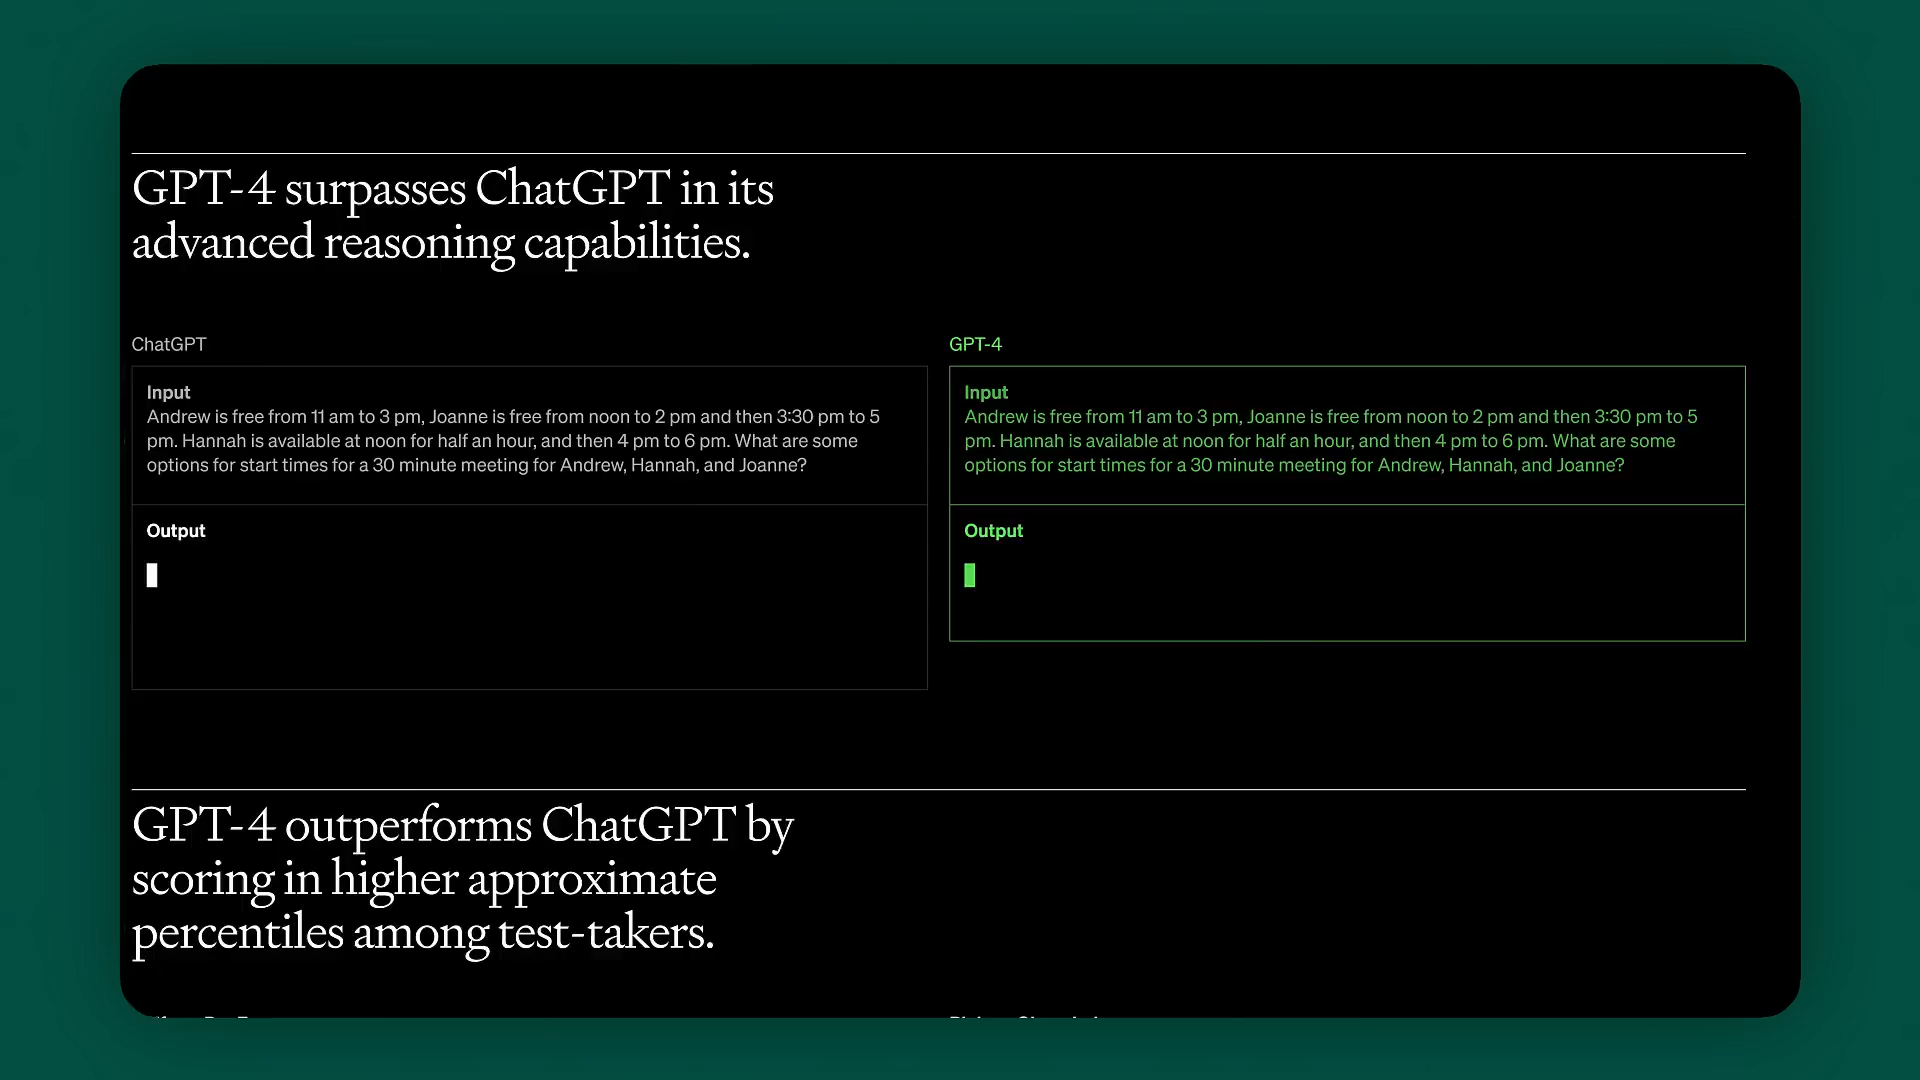 GPT-4 surpasses ChatGPT in its
advanced reasoning capabilities.
ChatGPT
Input
Andrew is free from 11 am to 3 pm, Joanne is free from noon to 2 pm and then 3:30 pm to 5
pm. Hannah is available at noon for half an hour, and then 4 pm to 6 pm. What are some
options for start times for a 30 minute meeting for Andrew, Hannah, and Joanne?
Output
GPT-4
Input
Andrew is free from 11 am to 3 pm, Joanne is free from noon to 2 pm and then 3:30 pm to 5
pm. Hannah is available at noon for half an hour, and then 4 pm to 6 pm. What are some
options for start times for a 30 minute meeting for Andrew, Hannah, and Joanne?
Output
GPT-4 outperforms ChatGPT by
scoring in higher approximate
percentiles among test-takers.